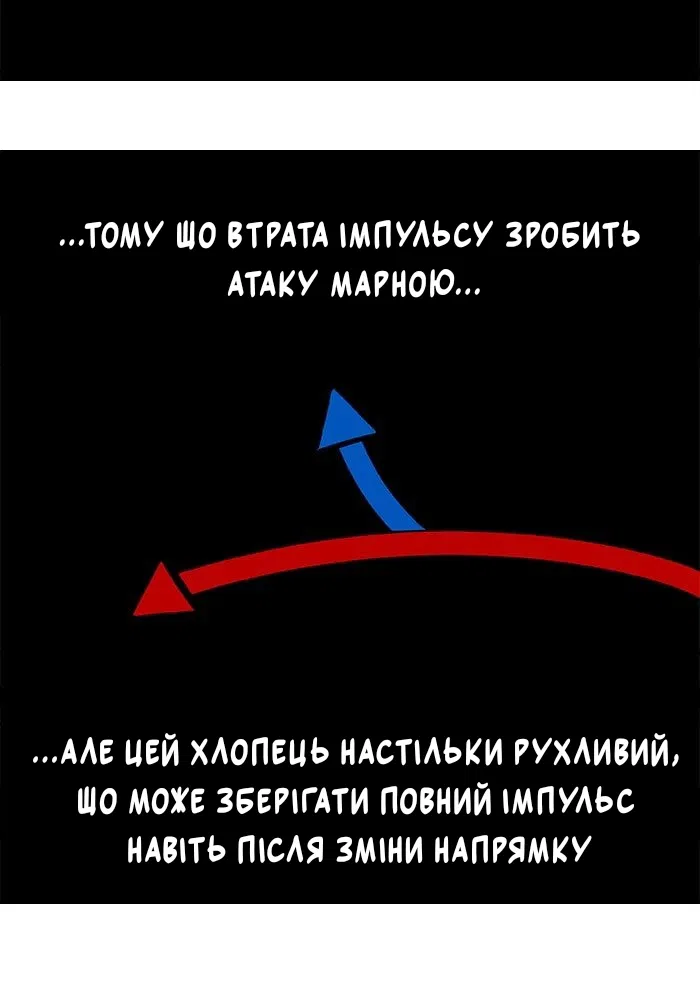 ...ТОМУ ЩО ВТРАТА ІМПУЛЬСУ ЗРОБИТЬ
АТАКУ МАРНОЮ...
...АЛЕ ЦЕЙ ХЛОПЕЦЬ НАСТІЛЬКИ РУХЛИВИЙ,
ЩО МОЖЕ ЗБЕРІГАТИ ПОВНИЙ ІМПУЛЬС
НАВІТЬ ПІСЛЯ ЗМІНИ НАПРЯМКУ